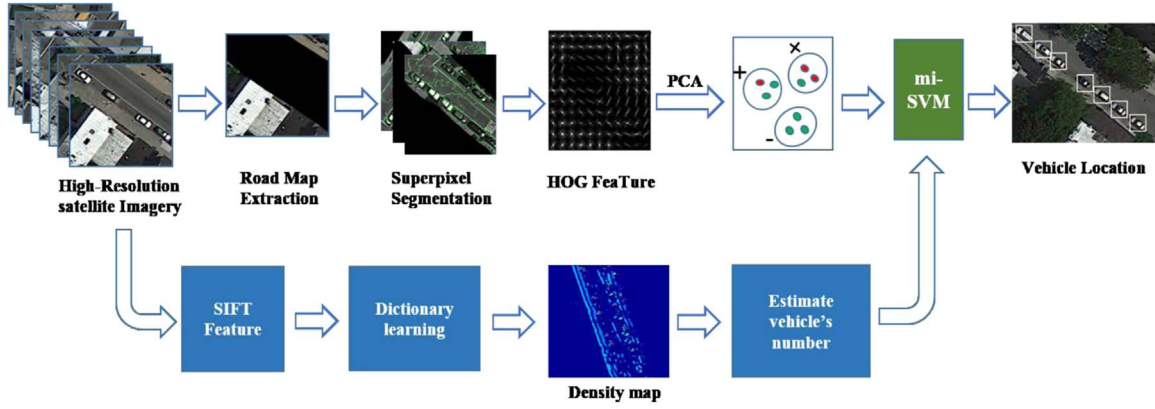 PCA
+
×
-
mi-
SVM
High-Resolution
satellite Imagery
Road Map
Extraction
Superpixel
Segmentation
HOG FeaTure
Vehicle Location
SIFT
Feature
Dictionary
learning
Estimate
vehicle's
number
Density map